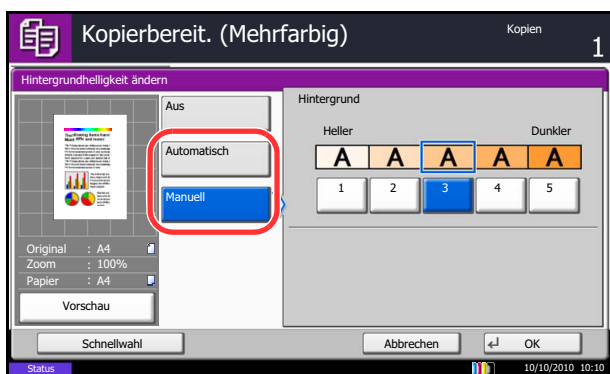 Kopierbereit. (Mehrfarbig)
Kopien
1
Hintergrundhelligkeit ändern
Aus
Automatisch
Manuell
Hintergrund
Heller Dunkler
A A A A A
1 2 3 4 5
Original : A4
Zoom : 100%
Papier : A4
Vorschau
Schnellwahl
Abbrechen
OK
Status
10/10/2010 10:10